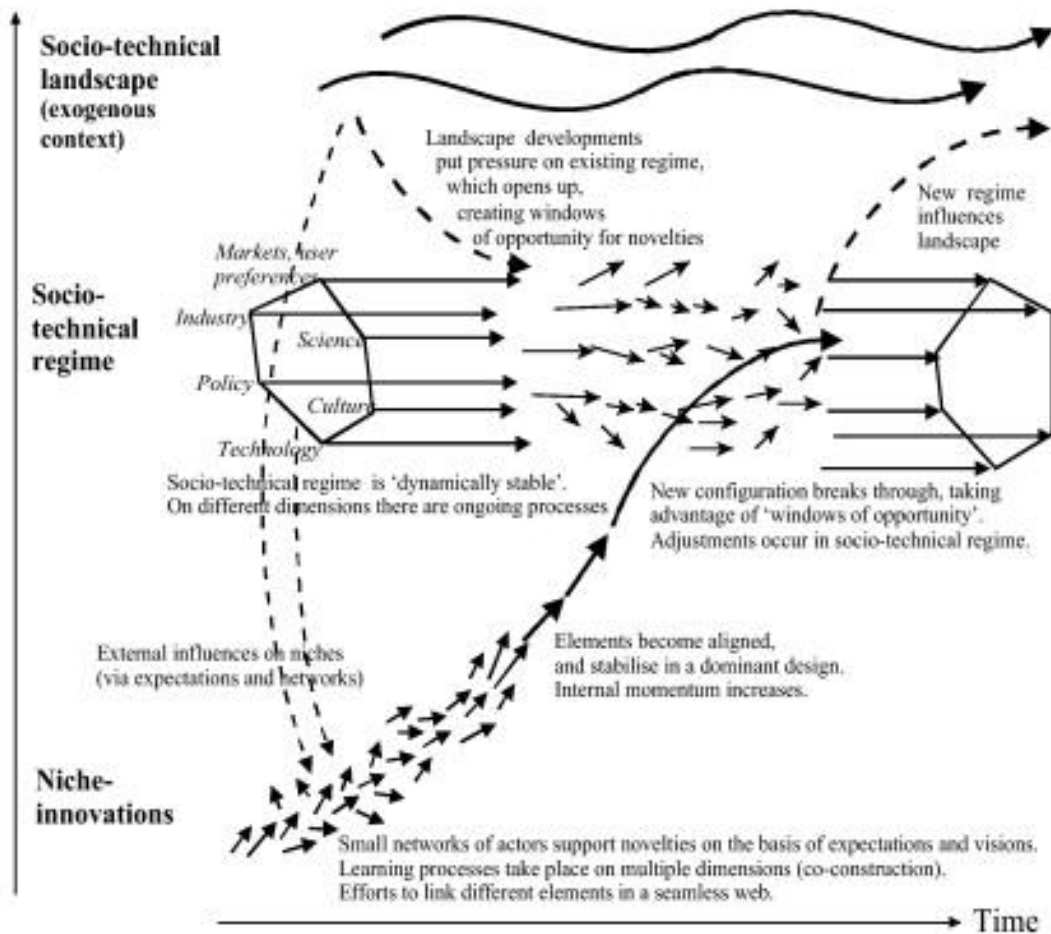 Socio-technical
landscape
(exogenous
context)
Landscape developments
put pressure on existing regime,
which opens up,
creating windows
of opportunity for novelties
New regime
influences
landscape
Markets, user
preferences
Socio-
technical
regime
Industry
Science
Policy
Culture
Technology
Socio-technical regime is ‘dynamically stable’.
On different dimensions there are ongoing processes
New configuration breaks through, taking
advantage of ‘windows of opportunity’.
Adjustments occur in socio-technical regime.
External influences on niches
(via expectations and networks)
Elements become aligned,
and stabilise in a dominant design.
Internal momentum increases.
Niche-
innovations
Small networks of actors support novelties on the basis of expectations and visions.
Learning processes take place on multiple dimensions (co-construction).
Efforts to link different elements in a seamless web.
Time